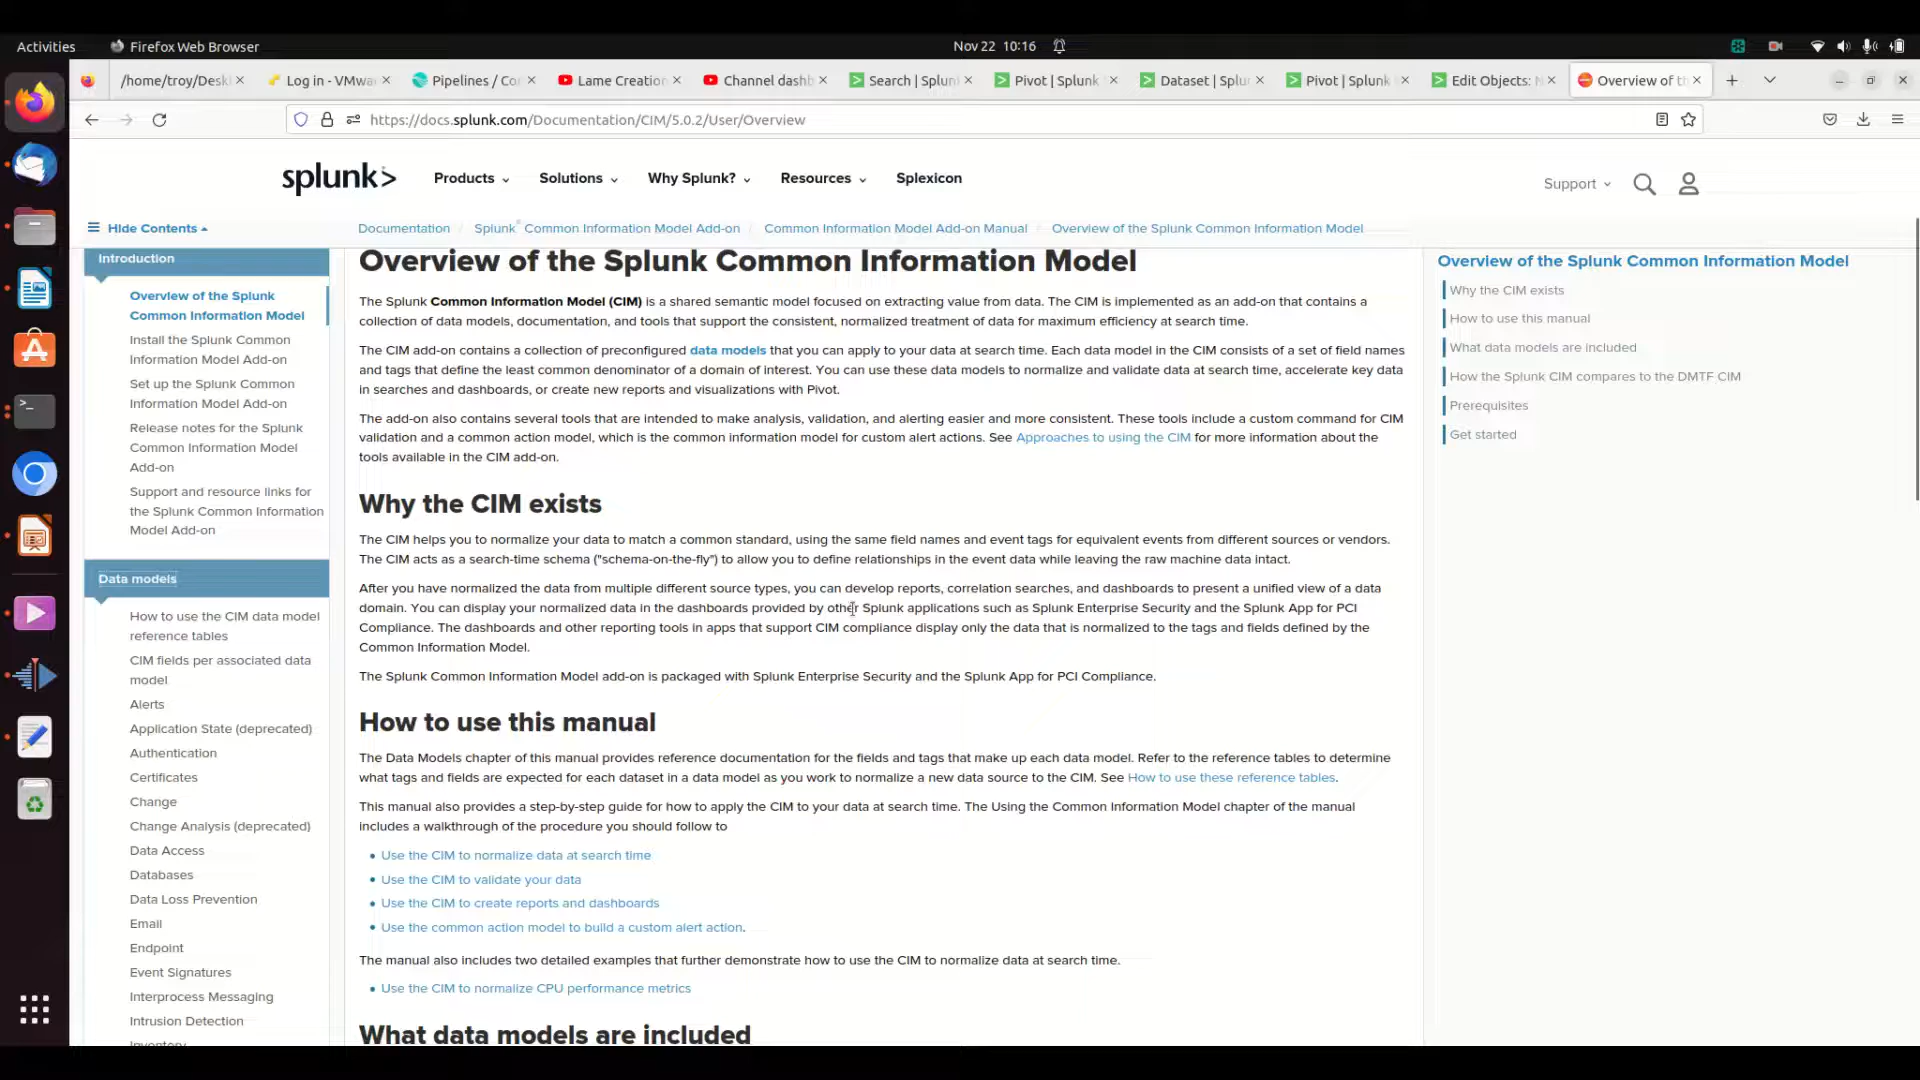 Activities
Firefox Web Browser
Nov 22 10:16
/home/troy/Desk
Log in - VMwa
Pipelines / Co
Lame Creation
Channel dashb
Search | Splun
Pivot | Splunk
Dataset | Splu
Pivot | Splunk
Edit Objects: N
Overview of th
https://docs.splunk.com/Documentation/CIM/5.0.2/User/Overview
splunk>
Products
Solutions
Why Splunk?
Resources
Splexicon
Support
Hide Contents
Documentation / Splunk® Common Information Model Add-on / Common Information Model Add-on Manual / Overview of the Splunk Common Information Model
Introduction
Overview of the Splunk
Common Information Model
Install the Splunk Common
Information Model Add-on
Set up the Splunk Common
Information Model Add-on
Release notes for the Splunk
Common Information Model
Add-on
Support and resource links for
the Splunk Common Information
Model Add-on
Data models
How to use the CIM data model
reference tables
CIM fields per associated data
model
Alerts
Application State (deprecated)
Authentication
Certificates
Change
Change Analysis (deprecated)
Data Access
Databases
Data Loss Prevention
Email
Endpoint
Event Signatures
Interprocess Messaging
Intrusion Detection
Inventory
Overview of the Splunk Common Information Model
The Splunk Common Information Model (CIM) is a shared semantic model focused on extracting value from data. The CIM is implemented as an add-on that contains a
collection of data models, documentation, and tools that support the consistent, normalized treatment of data for maximum efficiency at search time.
The CIM add-on contains a collection of preconfigured data models that you can apply to your data at search time. Each data model in the CIM consists of a set of field names
and tags that define the least common denominator of a domain of interest. You can use these data models to normalize and validate data at search time, accelerate key data
in searches and dashboards, or create new reports and visualizations with Pivot.
The add-on also contains several tools that are intended to make analysis, validation, and alerting easier and more consistent. These tools include a custom command for CIM
validation and a common action model, which is the common information model for custom alert actions. See Approaches to using the CIM for more information about the
tools available in the CIM add-on.
Why the CIM exists
The CIM helps you to normalize your data to match a common standard, using the same field names and event tags for equivalent events from different sources or vendors.
The CIM acts as a search-time schema ("schema-on-the-fly") to allow you to define relationships in the event data while leaving the raw machine data intact.
After you have normalized the data from multiple different source types, you can develop reports, correlation searches, and dashboards to present a unified view of a data
domain. You can display your normalized data in the dashboards provided by other Splunk applications such as Splunk Enterprise Security and the Splunk App for PCI
Compliance. The dashboards and other reporting tools in apps that support CIM compliance display only the data that is normalized to the tags and fields defined by the
Common Information Model.
The Splunk Common Information Model add-on is packaged with Splunk Enterprise Security and the Splunk App for PCI Compliance.
How to use this manual
The Data Models chapter of this manual provides reference documentation for the fields and tags that make up each data model. Refer to the reference tables to determine
what tags and fields are expected for each dataset in a data model as you work to normalize a new data source to the CIM. See How to use these reference tables.
This manual also provides a step-by-step guide for how to apply the CIM to your data at search time. The Using the Common Information Model chapter of the manual
includes a walkthrough of the procedure you should follow to
• Use the CIM to normalize data at search time
• Use the CIM to validate your data
• Use the CIM to create reports and dashboards
• Use the common action model to build a custom alert action.
The manual also includes two detailed examples that further demonstrate how to use the CIM to normalize data at search time.
• Use the CIM to normalize CPU performance metrics
What data models are included
Overview of the Splunk Common Information Model
Why the CIM exists
How to use this manual
What data models are included
How the Splunk CIM compares to the DMTF CIM
Prerequisites
Get started